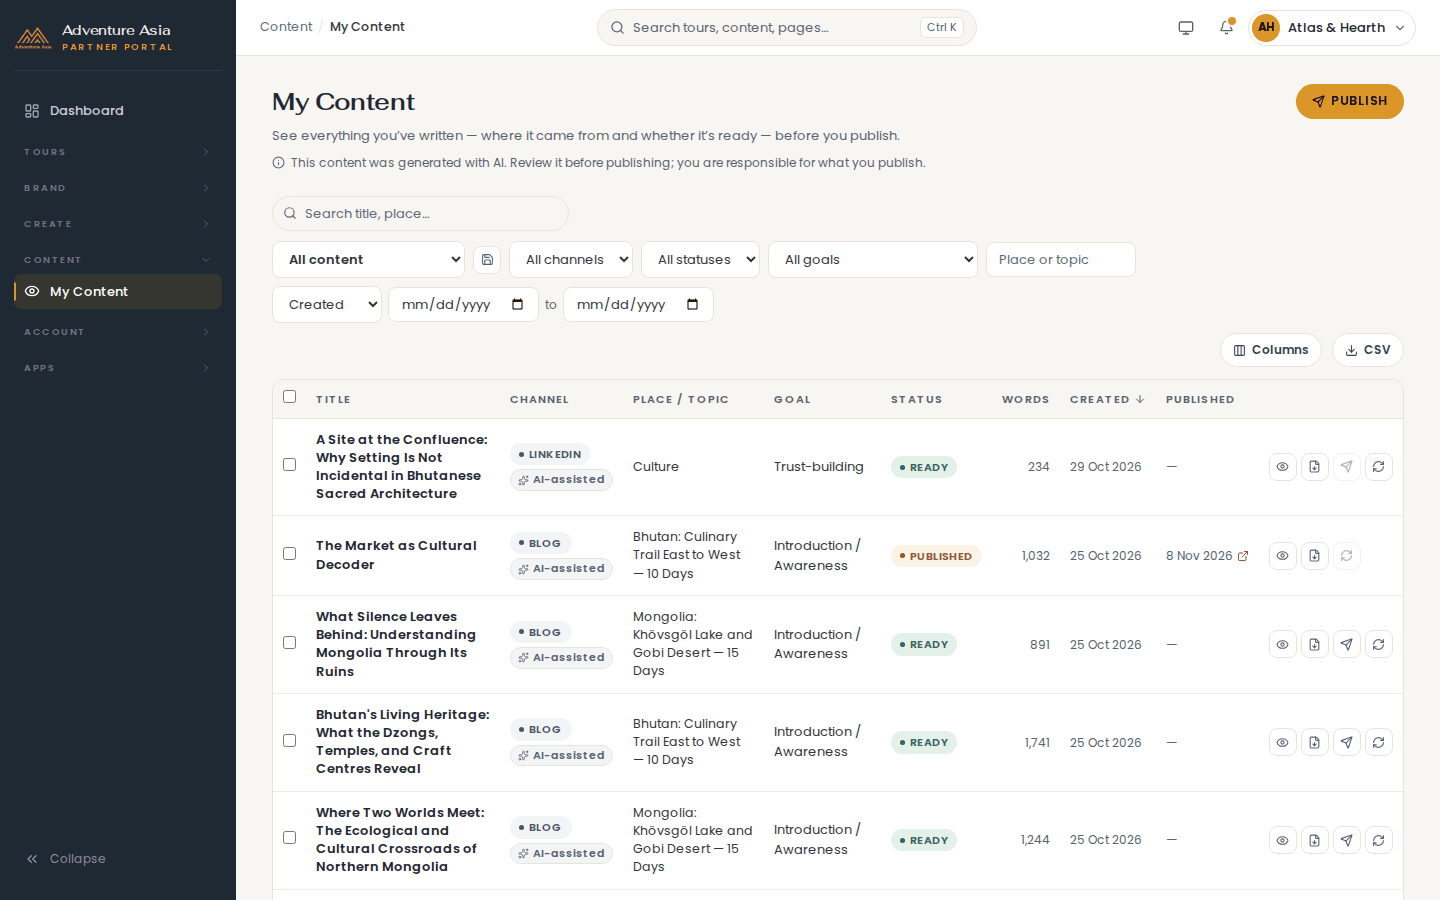 Adventure Asia
Adventure Asia
PARTNER PORTAL
Dashboard
TOURS
BRAND
CREATE
CONTENT
My Content
ACCOUNT
APPS
Collapse
Content / My Content
Search tours, content, pages...
Ctrl K
AH
Atlas & Hearth
My Content
PUBLISH
See everything you've written — where it came from and whether it's ready — before you publish.
This content was generated with AI. Review it before publishing; you are responsible for what you publish.
Search title, place...
All content
All channels
All statuses
All goals
Place or topic
Created
mm/dd/yyyy
to
mm/dd/yyyy
Columns
CSV
TITLE CHANNEL PLACE / TOPIC GOAL STATUS WORDS CREATED PUBLISHED
A Site at the Confluence:
Why Setting Is Not
Incidental in Bhutanese
Sacred Architecture
LINKEDIN
AI-assisted
Culture
Trust-building
READY
234
29 Oct 2026
—
The Market as Cultural
Decoder
BLOG
AI-assisted
Bhutan: Culinary
Trail East to West
— 10 Days
Introduction /
Awareness
PUBLISHED
1,032
25 Oct 2026
8 Nov 2026
What Silence Leaves
Behind: Understanding
Mongolia Through Its
Ruins
BLOG
AI-assisted
Mongolia:
Khövsgöl Lake and
Gobi Desert — 15
Days
Introduction /
Awareness
READY
891
25 Oct 2026
—
Bhutan's Living Heritage:
What the Dzongs,
Temples, and Craft
Centres Reveal
BLOG
AI-assisted
Bhutan: Culinary
Trail East to West
— 10 Days
Introduction /
Awareness
READY
1,741
25 Oct 2026
—
Where Two Worlds Meet:
The Ecological and
Cultural Crossroads of
Northern Mongolia
BLOG
AI-assisted
Mongolia:
Khövsgöl Lake and
Gobi Desert — 15
Days
Introduction /
Awareness
READY
1,244
25 Oct 2026
—